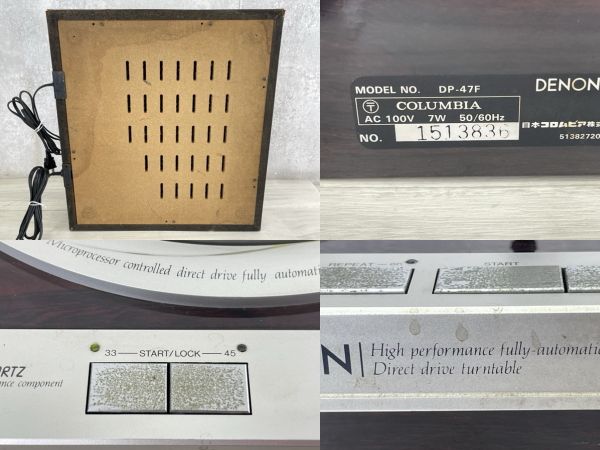 MODEL NO. DP-47F DENON
COLUMBIA
AC 100V 7W 50/60Hz 日本コロムビア株式
NO. 1513836 51382720
Microprocessor controlled direct drive fully automati
33 START/LOCK 45
RTZ
nce component
REPEAT START
N High performance fully-automatic
Direct drive turntable